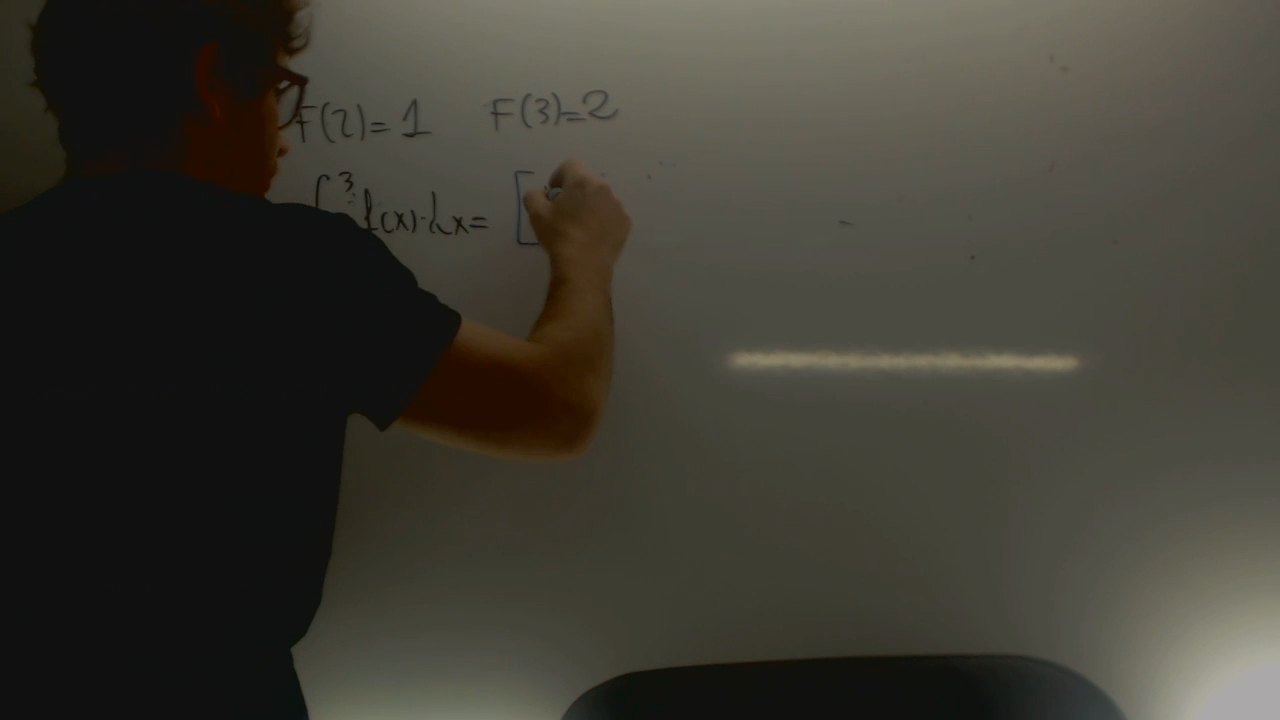 F(2)=1 F(3)=2
∫³ f(x)·dx= [